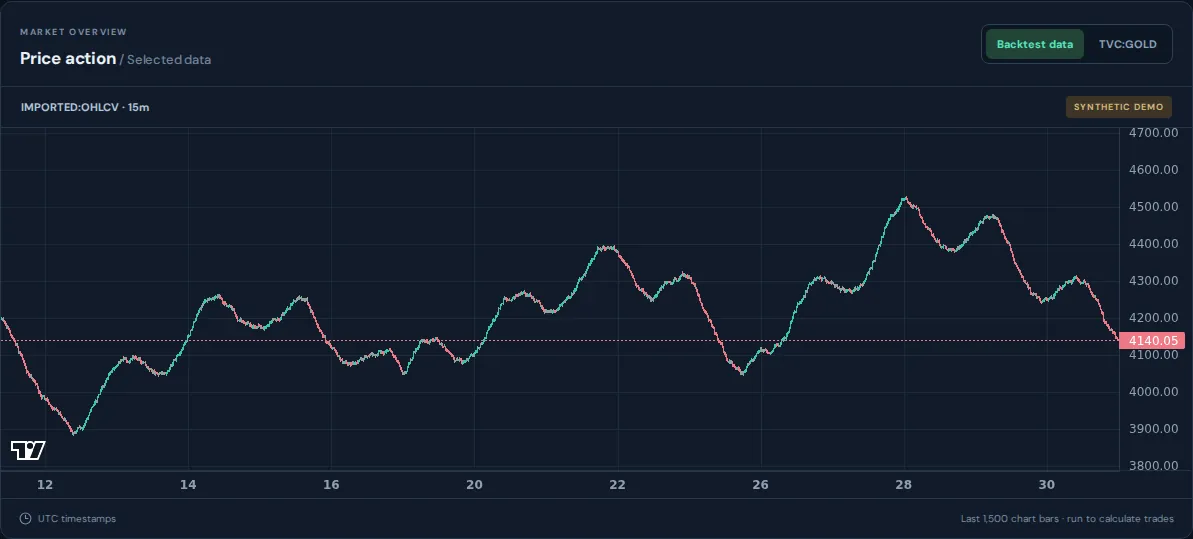 MARKET OVERVIEW
Price action / Selected data
Backtest data
TVC:GOLD
IMPORTED:OHLCV · 15m
SYNTHETIC DEMO
4700.00
4600.00
4500.00
4400.00
4300.00
4200.00
4140.05
4100.00
4000.00
3900.00
3800.00
12 14 16 20 22 26 28 30
UTC timestamps
Last 1,500 chart bars · run to calculate trades